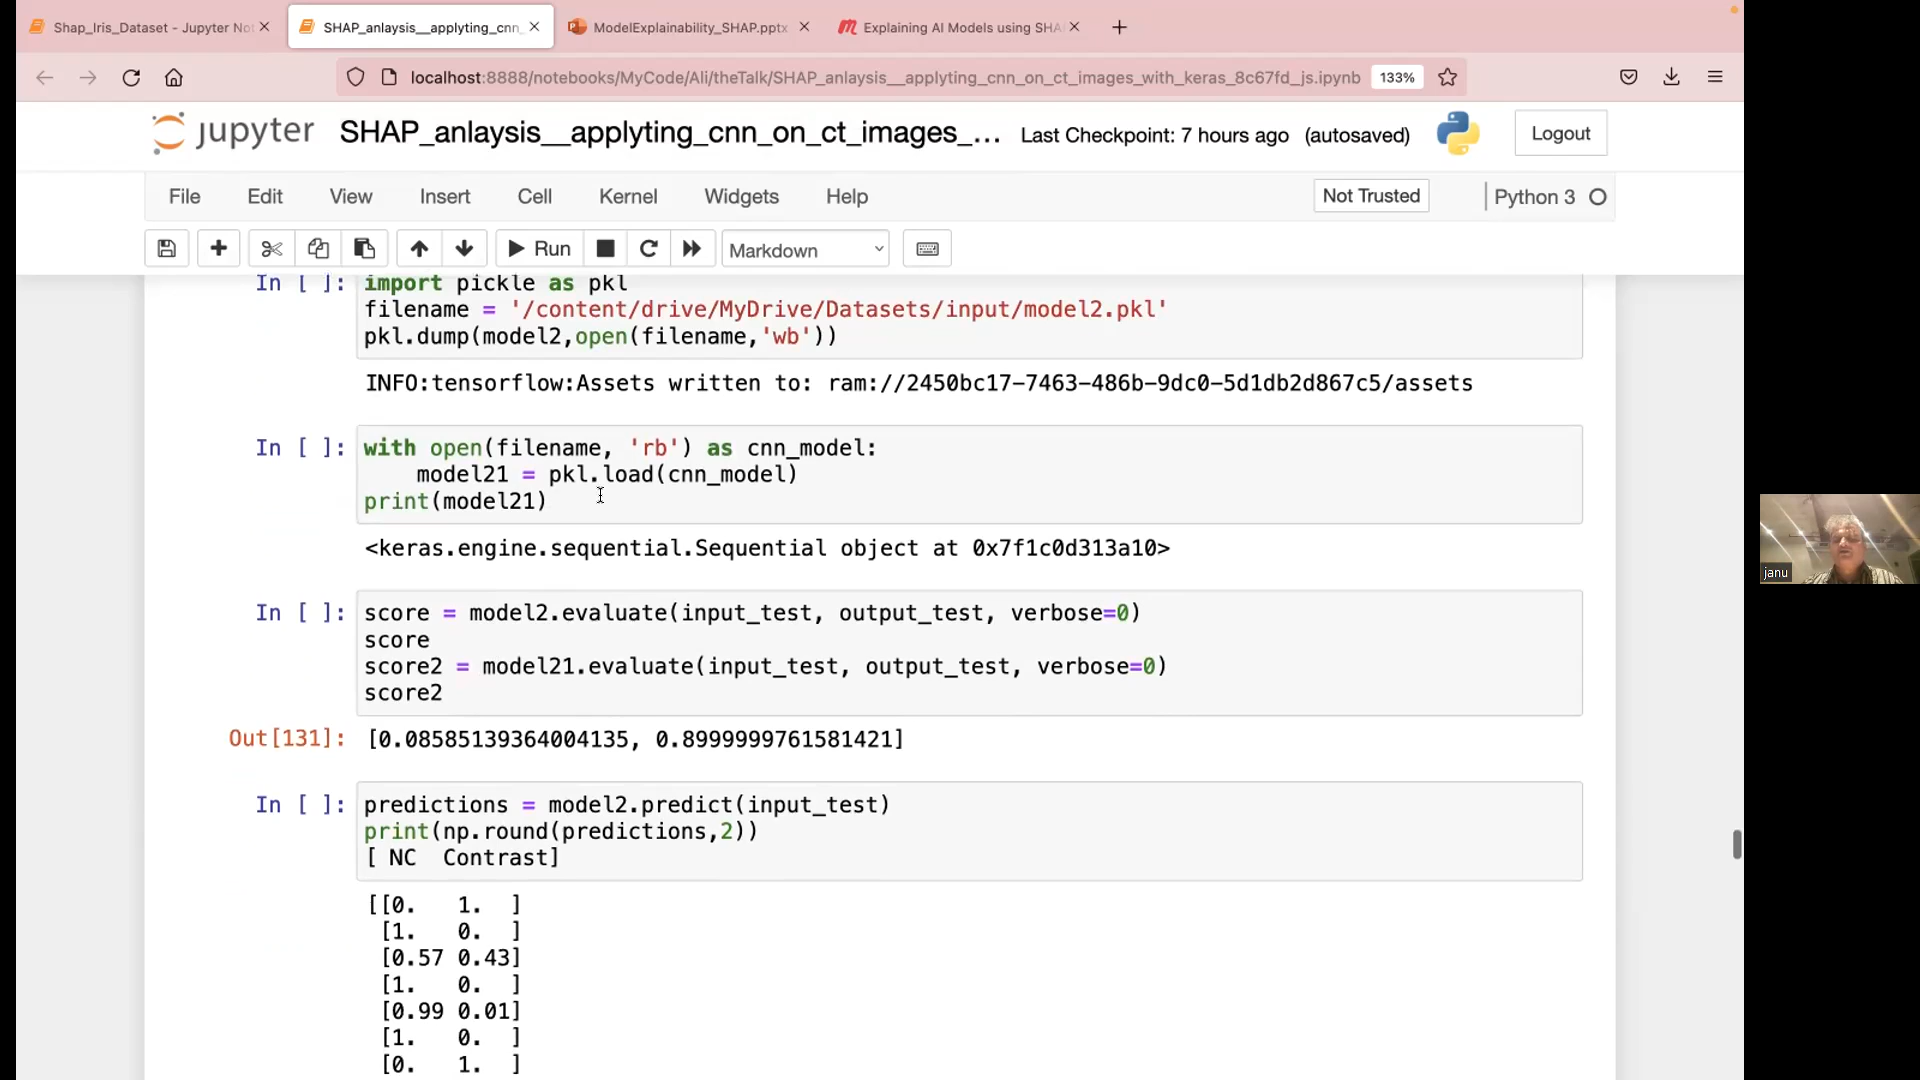 Shap_Iris_Dataset - Jupyter No
SHAP_anlaysis__applyting_cnn_
ModelExplainability_SHAP.pptx
Explaining AI Models using SHA
localhost:8888/notebooks/MyCode/Ali/theTalk/SHAP_anlaysis__applyting_cnn_on_ct_images_with_keras_8c67fd_js.ipynb 133%
jupyter SHAP_anlaysis__applyting_cnn_on_ct_images_... Last Checkpoint: 7 hours ago (autosaved) Logout
File Edit View Insert Cell Kernel Widgets Help Not Trusted Python 3
Run Markdown
In [ ]: import pickle as pkl
filename = '/content/drive/MyDrive/Datasets/input/model2.pkl'
pkl.dump(model2,open(filename,'wb'))
INFO:tensorflow:Assets written to: ram://2450bc17-7463-486b-9dc0-5d1db2d867c5/assets
In [ ]: with open(filename, 'rb') as cnn_model:
model21 = pkl.load(cnn_model)
print(model21)
<keras.engine.sequential.Sequential object at 0x7f1c0d313a10>
In [ ]: score = model2.evaluate(input_test, output_test, verbose=0)
score
score2 = model21.evaluate(input_test, output_test, verbose=0)
score2
Out[131]: [0.08585139364004135, 0.8999999761581421]
In [ ]: predictions = model2.predict(input_test)
print(np.round(predictions,2))
[ NC Contrast]
[[0. 1. ]
[1. 0. ]
[0.57 0.43]
[1. 0. ]
[0.99 0.01]
[1. 0. ]
[0. 1. ]
janu